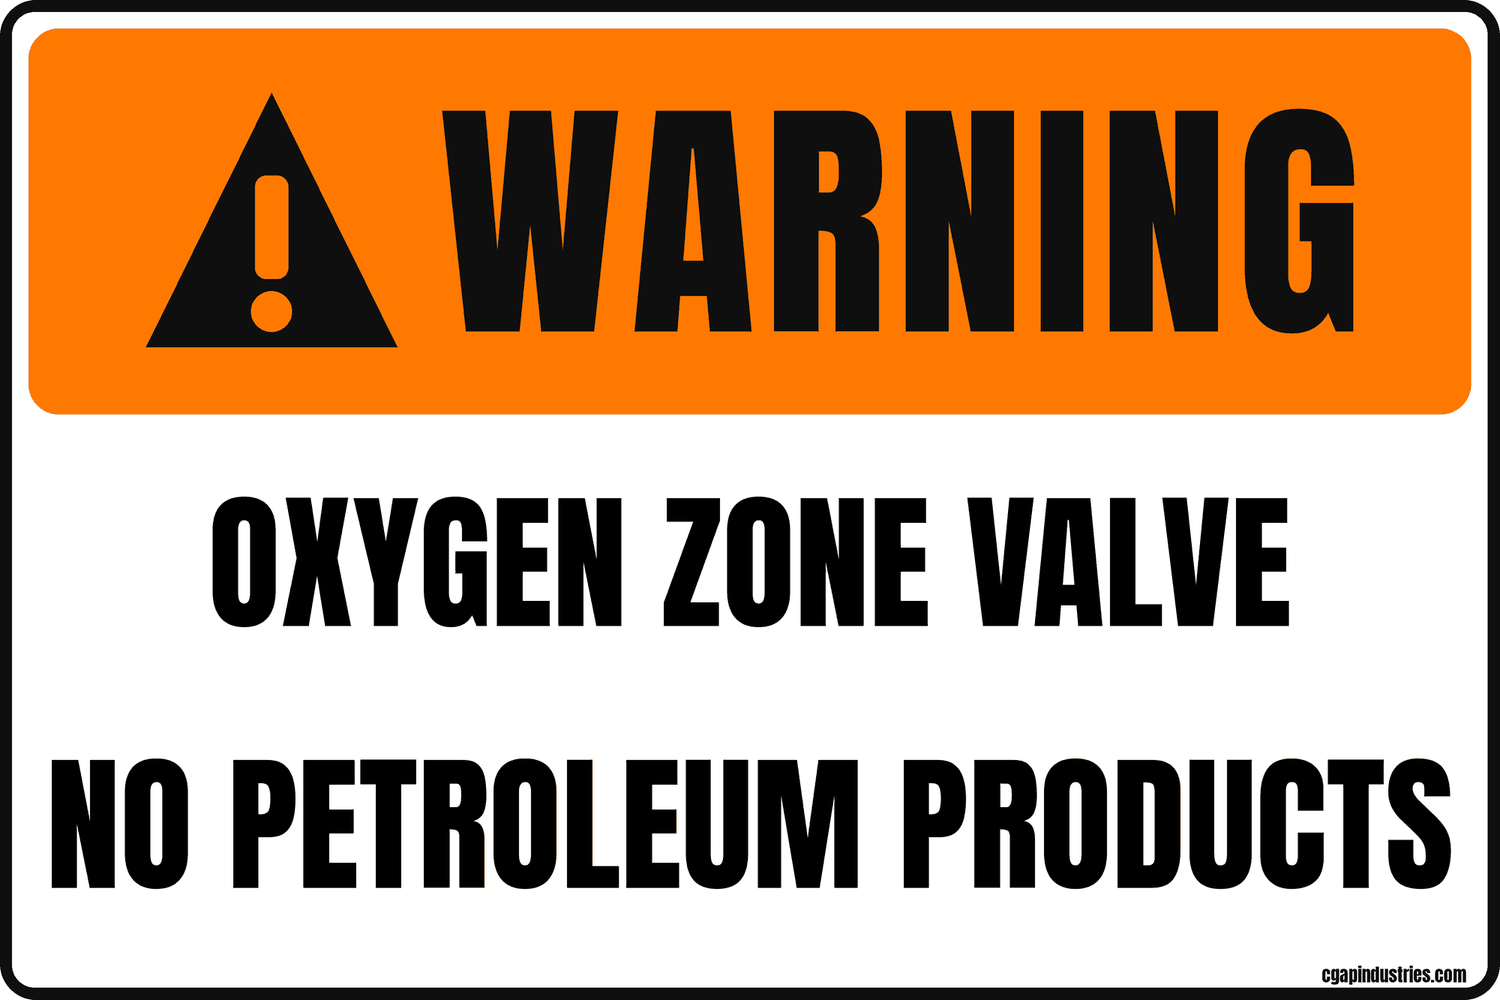 WARNING
OXYGEN ZONE VALVE
NO PETROLEUM PRODUCTS
cgapindustries.com